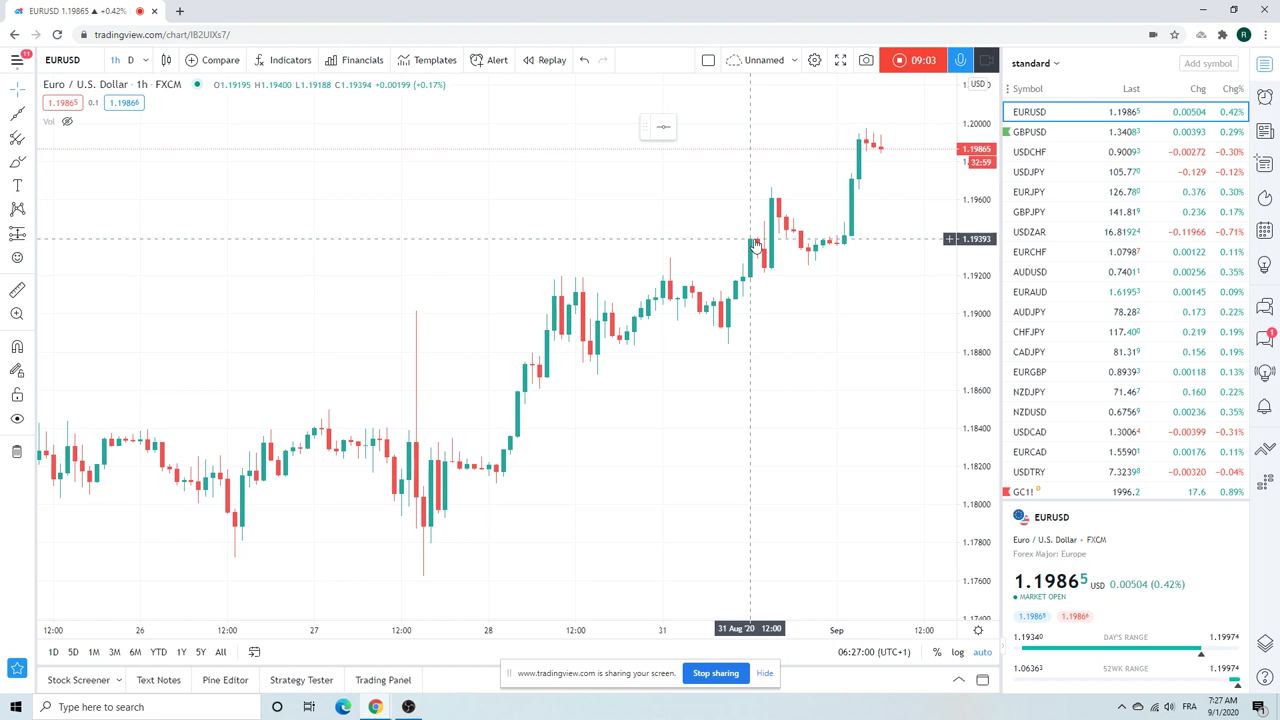 EURUSD 1.19865 ▲ +0.42%
tradingview.com/chart/IB2UIXs7/
R
11
EURUSD
1h D
Compare
Indicators
Financials
Templates
Alert
Replay
Unnamed
09:03
Euro / U.S. Dollar · 1h · FXCM
O1.19195 L1.19188 C1.19394 +0.00199 (+0.17%)
1.19865 0.1 1.19866
Vol
USD
1.20000
1.19865
32:59
1.19600
1.19393
1.19200
1.19000
1.18800
1.18600
1.18400
1.18200
1.18000
1.17800
1.17600
12:00 26 12:00 27 12:00 28 12:00 31 31 Aug '20 12:00 Sep 12:00
1D 5D 1M 3M 6M YTD 1Y 5Y All
06:27:00 (UTC+1) % log auto
Stock Screener Text Notes Pine Editor Strategy Tester Trading Panel
www.tradingview.com is sharing your screen. Stop sharing Hide
standard Add symbol
Symbol Last Chg Chg%
EURUSD 1.19865 0.00504 0.42%
GBPUSD 1.34083 0.00393 0.29%
USDCHF 0.90093 -0.00272 -0.30%
USDJPY 105.770 -0.129 -0.12%
EURJPY 126.780 0.376 0.30%
GBPJPY 141.819 0.236 0.17%
USDZAR 16.81924 -0.11966 -0.71%
EURCHF 1.07987 0.00122 0.11%
AUDUSD 0.74011 0.00256 0.35%
EURAUD 1.61953 0.00145 0.09%
AUDJPY 78.282 0.173 0.22%
CHFJPY 117.400 0.219 0.19%
CADJPY 81.319 0.156 0.19%
EURGBP 0.89393 0.00118 0.13%
NZDJPY 71.467 0.160 0.22%
NZDUSD 0.67569 0.00236 0.35%
USDCAD 1.30064 -0.00399 -0.31%
EURCAD 1.55901 0.00176 0.11%
USDTRY 7.32398 -0.00320 -0.04%
GC1! D 1996.2 17.6 0.89%
EURUSD
Euro / U.S. Dollar • FXCM
Forex Major: Europe
1.19865 USD 0.00504 (0.42%)
MARKET OPEN
1.19865 1.19866
1.19340 DAY'S RANGE 1.19974
1.06363 52WK RANGE 1.19974
1
Type here to search
FRA
7:27 AM
9/1/2020
1